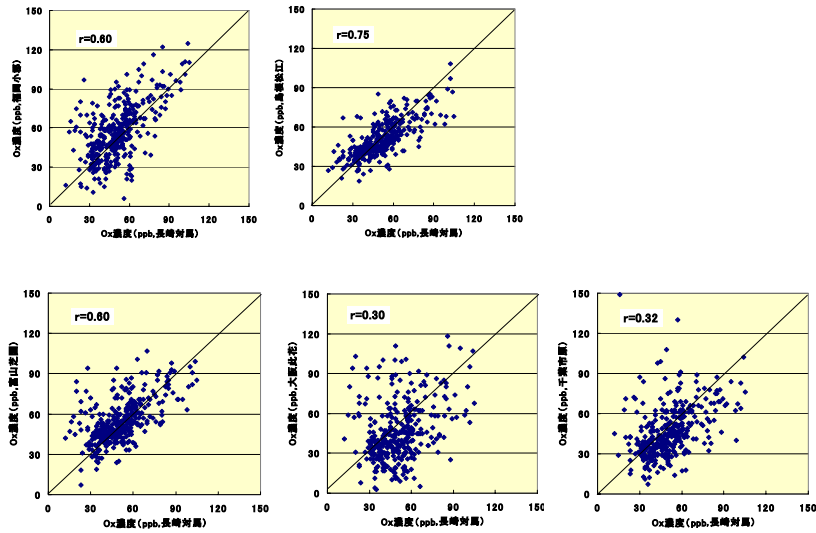 150
120
90
60
30
0
r=0.60
Ox濃度(ppb,福岡小郡)
0 30 60 90 120 150
Ox濃度(ppb,長崎対馬)
150
120
90
60
30
0
r=0.75
Ox濃度(ppb,島根松江)
0 30 60 90 120 150
Ox濃度(ppb,長崎対馬)
150
120
90
60
30
0
r=0.60
Ox濃度(ppb,富山芝園)
0 30 60 90 120 150
Ox濃度(ppb,長崎対馬)
150
120
90
60
30
0
r=0.30
Ox濃度(ppb,大阪此花)
0 30 60 90 120 150
Ox濃度(ppb,長崎対馬)
150
120
90
60
30
0
r=0.32
Ox濃度(ppb,千葉市原)
0 30 60 90 120 150
Ox濃度(ppb,長崎対馬)